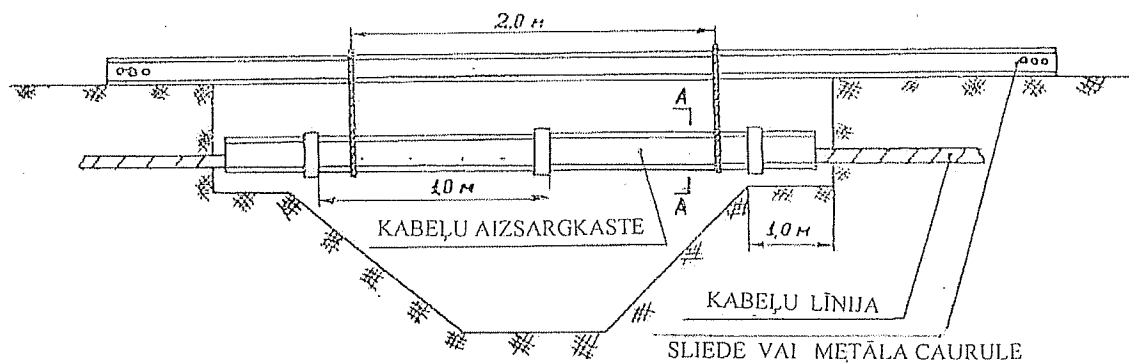 2,0 м
A
1,0 м
A
KABEĻU AIZSARGKASTE
1,0 м
KABEĻU LĪNIJA
SLIEDE VAI METĀLA CAURULE